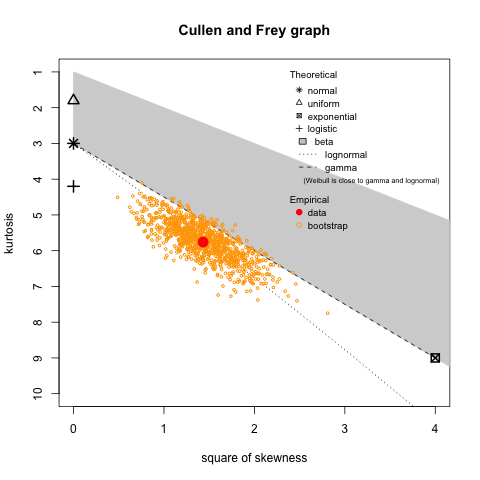 Cullen and Frey graph
Theoretical
normal
uniform
exponential
logistic
beta
lognormal
gamma
(Weibull is close to gamma and lognormal)
Empirical
data
bootstrap
kurtosis
1
2
3
4
5
6
7
8
9
10
0 1 2 3 4
square of skewness